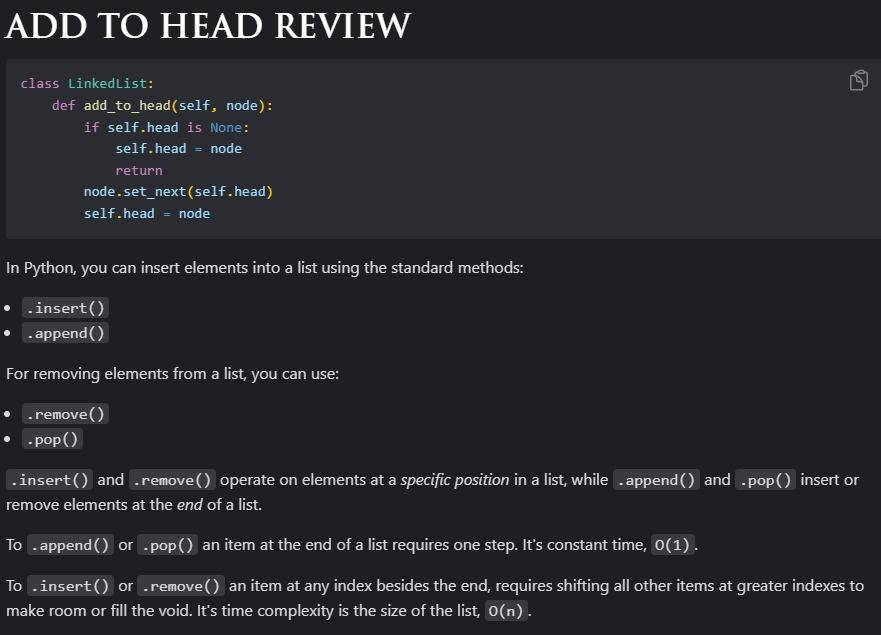 ADD TO HEAD REVIEW
class LinkedList:
    def add_to_head(self, node):
        if self.head is None:
            self.head = node
            return
        node.set_next(self.head)
        self.head = node
In Python, you can insert elements into a list using the standard methods:
• .insert()
• .append()
For removing elements from a list, you can use:
• .remove()
• .pop()
.insert() and .remove() operate on elements at a specific position in a list, while .append() and .pop() insert or
remove elements at the end of a list.
To .append() or .pop() an item at the end of a list requires one step. It's constant time, O(1).
To .insert() or .remove() an item at any index besides the end, requires shifting all other items at greater indexes to
make room or fill the void. It's time complexity is the size of the list, O(n).